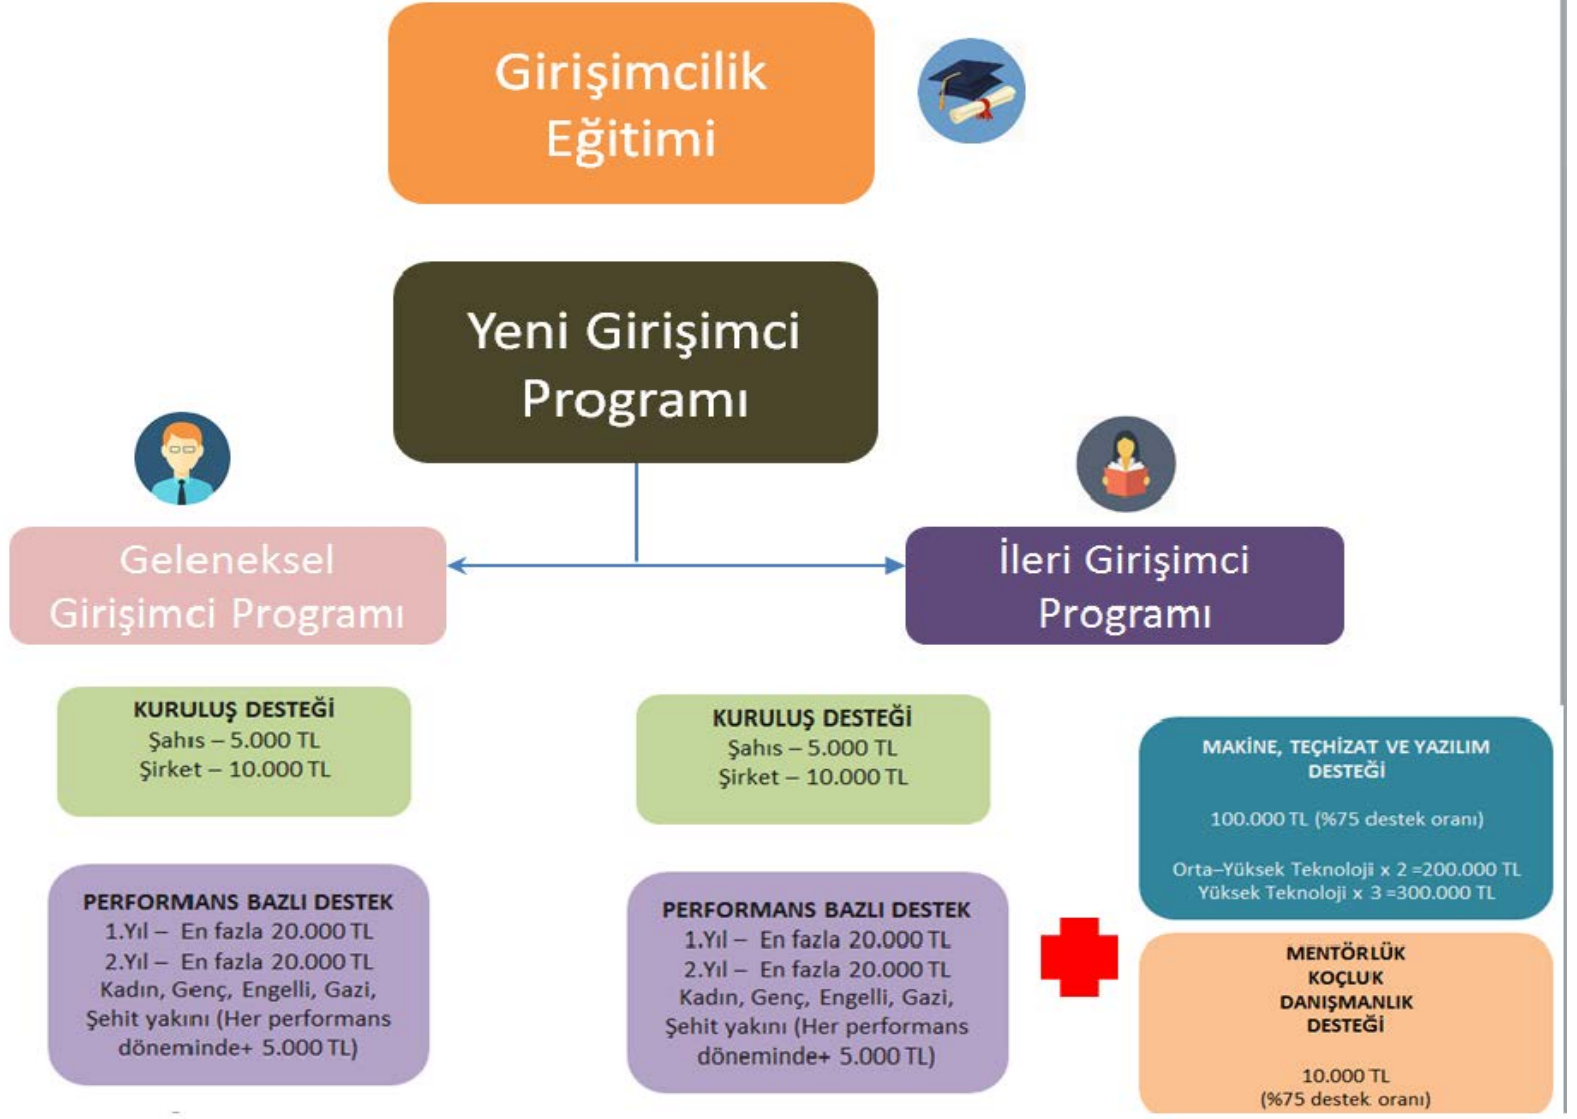 Girişimcilik
Eğitimi
Yeni Girişimci
Programı
Geleneksel
Girişimci Programı
İleri Girişimci
Programı
KURULUŞ DESTEĞİ
Şahıs – 5.000 TL
Şirket – 10.000 TL
PERFORMANS BAZLI DESTEK
1.Yıl – En fazla 20.000 TL
2.Yıl – En fazla 20.000 TL
Kadın, Genç, Engelli, Gazi,
Şehit yakını (Her performans
döneminde+ 5.000 TL)
KURULUŞ DESTEĞİ
Şahıs – 5.000 TL
Şirket – 10.000 TL
PERFORMANS BAZLI DESTEK
1.Yıl – En fazla 20.000 TL
2.Yıl – En fazla 20.000 TL
Kadın, Genç, Engelli, Gazi,
Şehit yakını (Her performans
döneminde+ 5.000 TL)
MAKİNE, TEÇHİZAT VE YAZILIM
DESTEĞİ
100.000 TL (%75 destek oranı)
Orta–Yüksek Teknoloji x 2 =200.000 TL
Yüksek Teknoloji x 3 =300.000 TL
MENTÖRLÜK
KOÇLUK
DANIŞMANLIK
DESTEĞİ
10.000 TL
(%75 destek oranı)